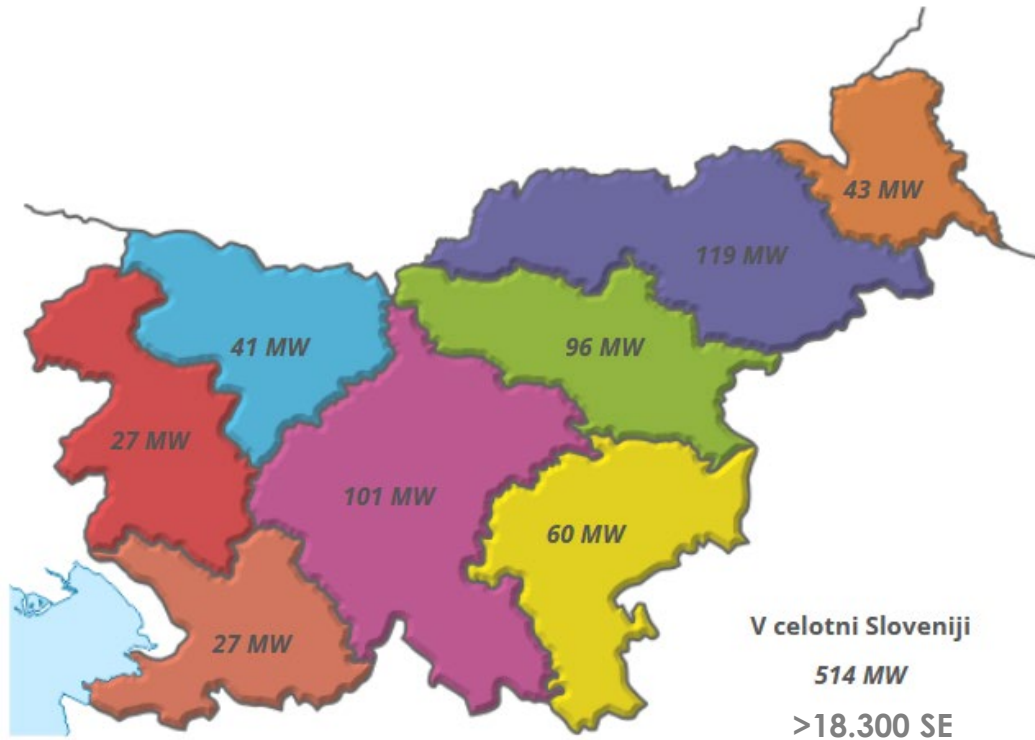 43 MW
119 MW
41 MW
96 MW
27 MW
101 MW
60 MW
27 MW
V celotni Sloveniji
514 MW
>18.300 SE